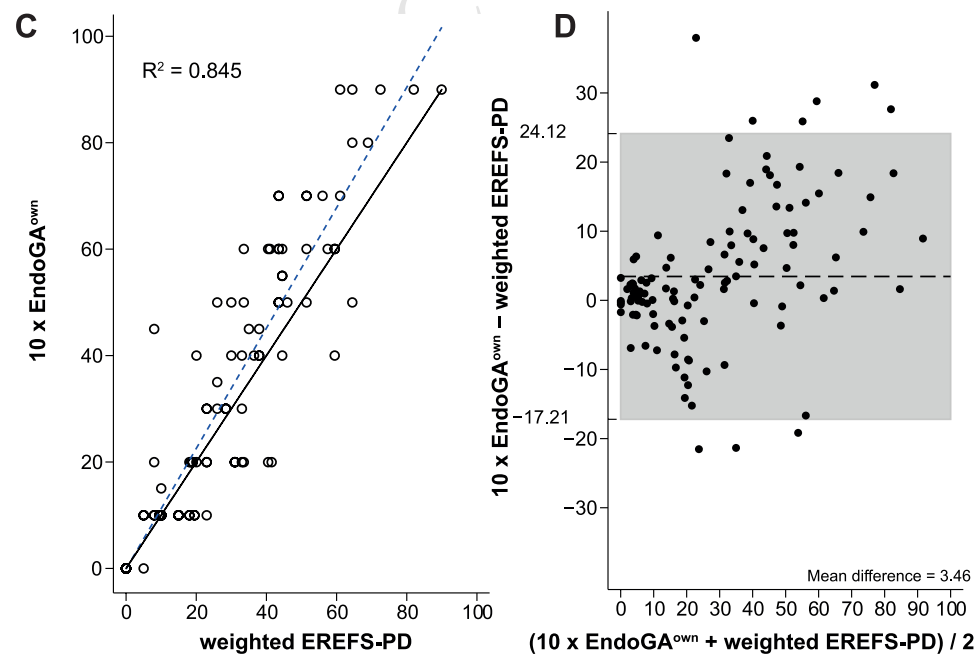 C
R² = 0.845
10 x EndoGAᵒʷⁿ
100
80
60
40
20
0
0 20 40 60 80 100
weighted EREFS-PD
D
10 x EndoGAᵒʷⁿ – weighted EREFS-PD
30
24.12
20
10
0
−10
−17.21
−20
−30
Mean difference = 3.46
0 10 20 30 40 50 60 70 80 90 100
(10 x EndoGAᵒʷⁿ + weighted EREFS-PD) / 2